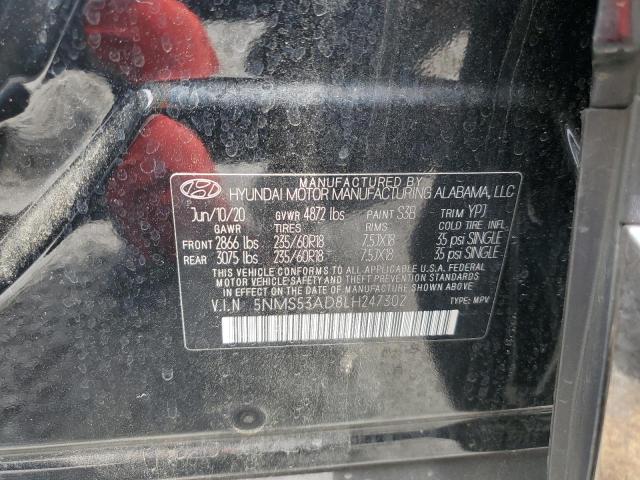 MANUFACTURED BY
HYUNDAI MOTOR MANUFACTURING ALABAMA, LLC
Jun/10/20 GVWR 4872 lbs PAINT S3B TRIM YPJ
GAWR TIRES RIMS COLD TIRE INFL.
FRONT 2866 lbs 235/60R18 7.5JX18 35 psi SINGLE
REAR 3075 lbs 235/60R18 7.5JX18 35 psi SINGLE
THIS VEHICLE CONFORMS TO ALL APPLICABLE U.S.A. FEDERAL
MOTOR VEHICLE SAFETY AND THEFT PREVENTION STANDARDS
IN EFFECT ON THE DATE OF MANUFACTURE SHOWN ABOVE.
V.I.N 5NMS53AD8LH247302 TYPE: MPV